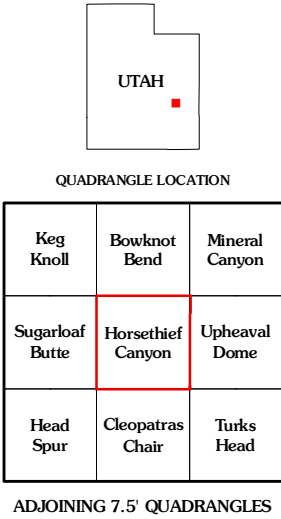 UTAH
QUADRANGLE LOCATION
Keg
Knoll
Bowknot
Bend
Mineral
Canyon
Sugarloaf
Butte
Horsethief
Canyon
Upheaval
Dome
Head
Spur
Cleopatras
Chair
Turks
Head
ADJOINING 7.5' QUADRANGLES